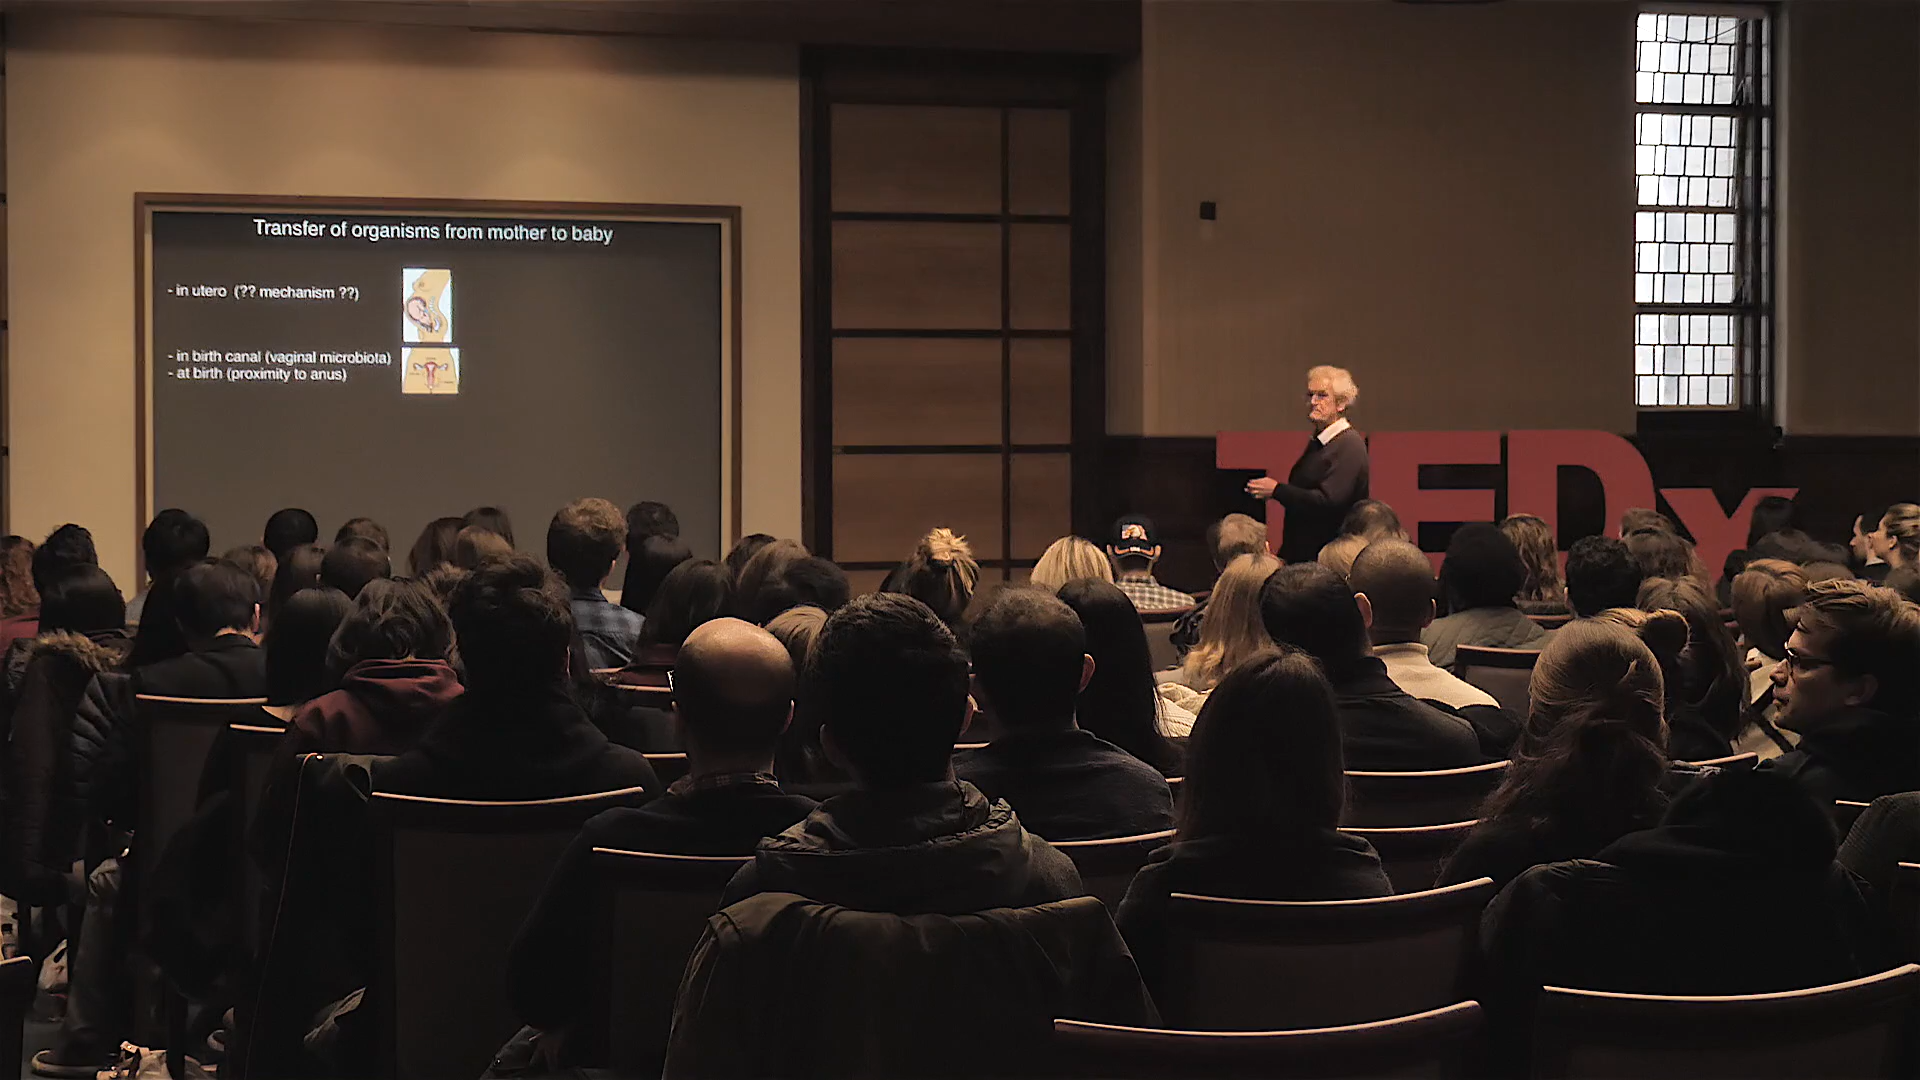 Transfer of organisms from mother to baby
- in utero (?? mechanism ??)
- in birth canal (vaginal microbiota)
- at birth (proximity to anus)
TEDx